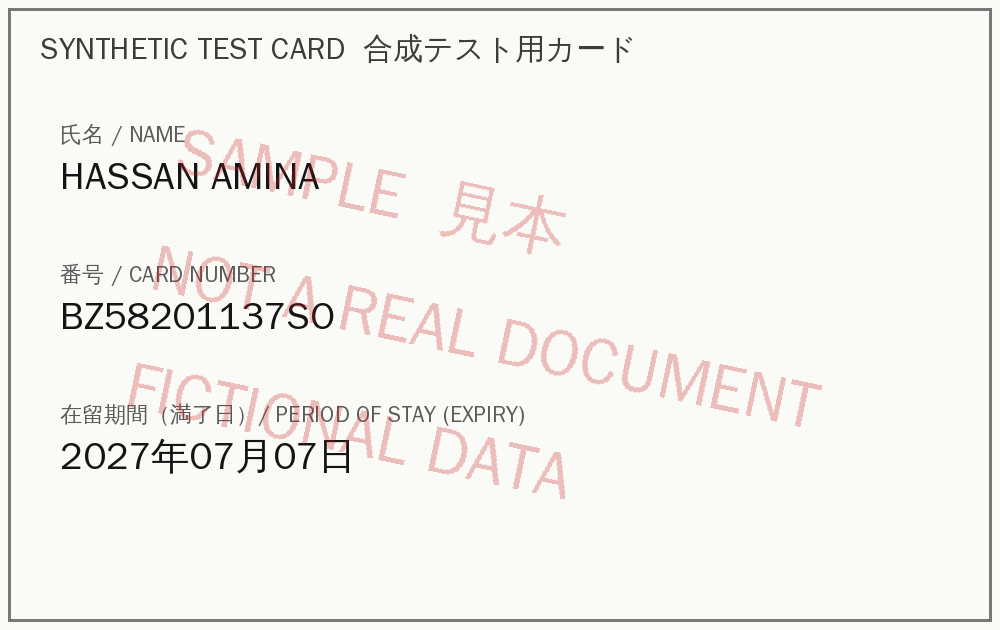 SYNTHETIC TEST CARD 合成テスト用カード
氏名 / NAME
HASSAN AMINA
SAMPLE 見本
番号 / CARD NUMBER
BZ58201137SO
NOT A REAL DOCUMENT
在留期間（満了日）/ PERIOD OF STAY (EXPIRY)
2027年07月07日
FICTIONAL DATA